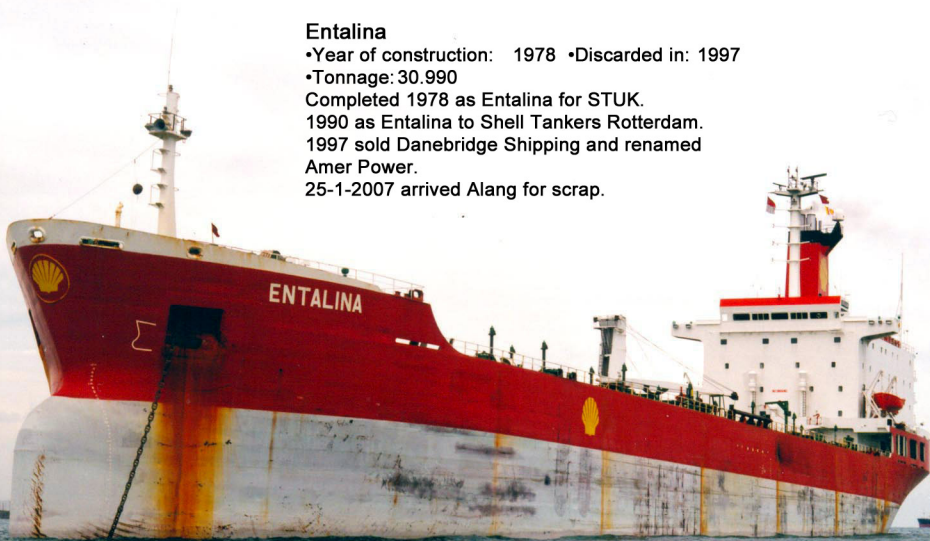 Entalina
•Year of construction: 1978 •Discarded in: 1997
•Tonnage: 30.990
Completed 1978 as Entalina for STUK.
1990 as Entalina to Shell Tankers Rotterdam.
1997 sold Danebridge Shipping and renamed
Amer Power.
25-1-2007 arrived Alang for scrap.
ENTALINA